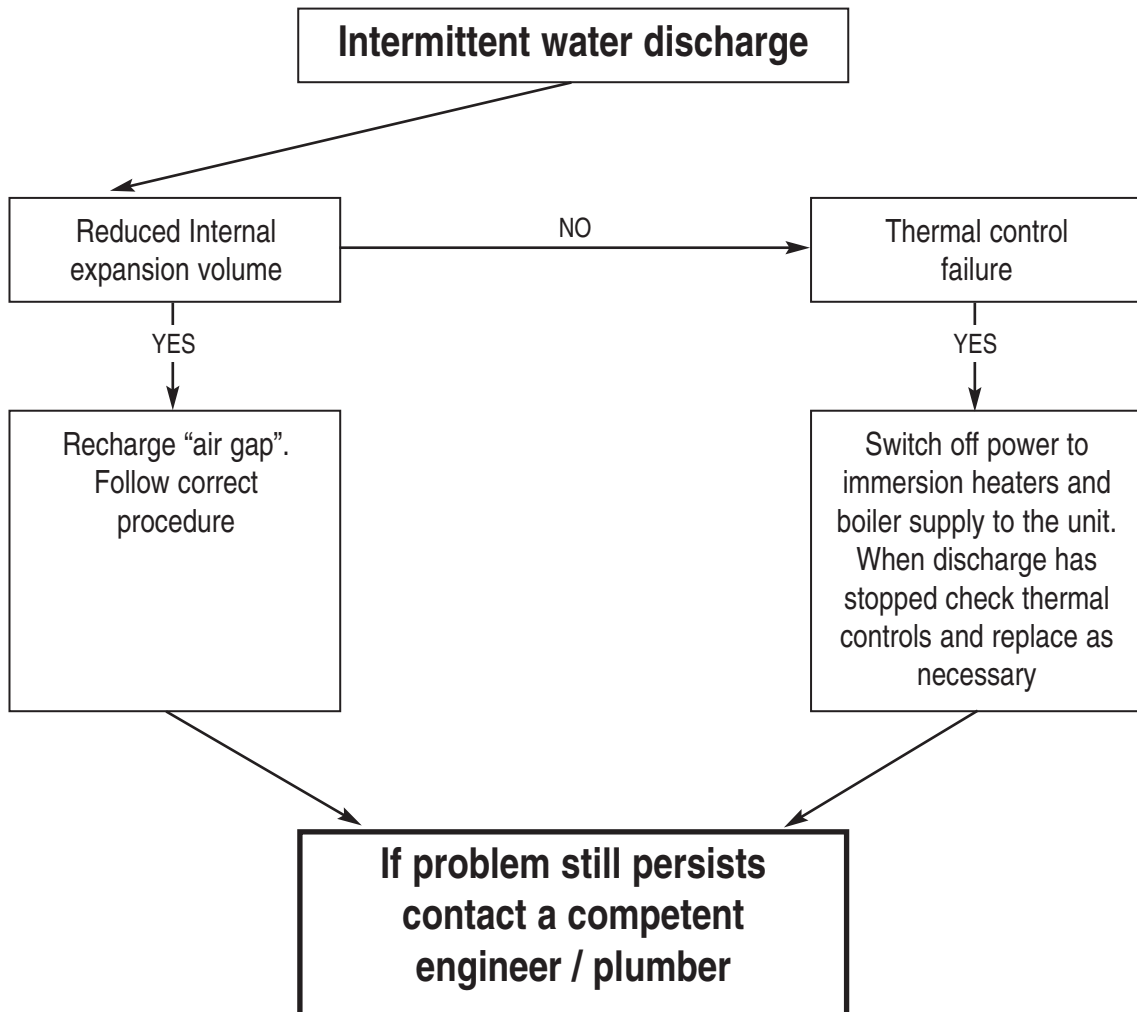 Intermittent water discharge
Reduced Internal
expansion volume
NO
Thermal control
failure
YES
YES
Recharge “air gap”.
Follow correct
procedure
Switch off power to
immersion heaters and
boiler supply to the unit.
When discharge has
stopped check thermal
controls and replace as
necessary
If problem still persists
contact a competent
engineer / plumber